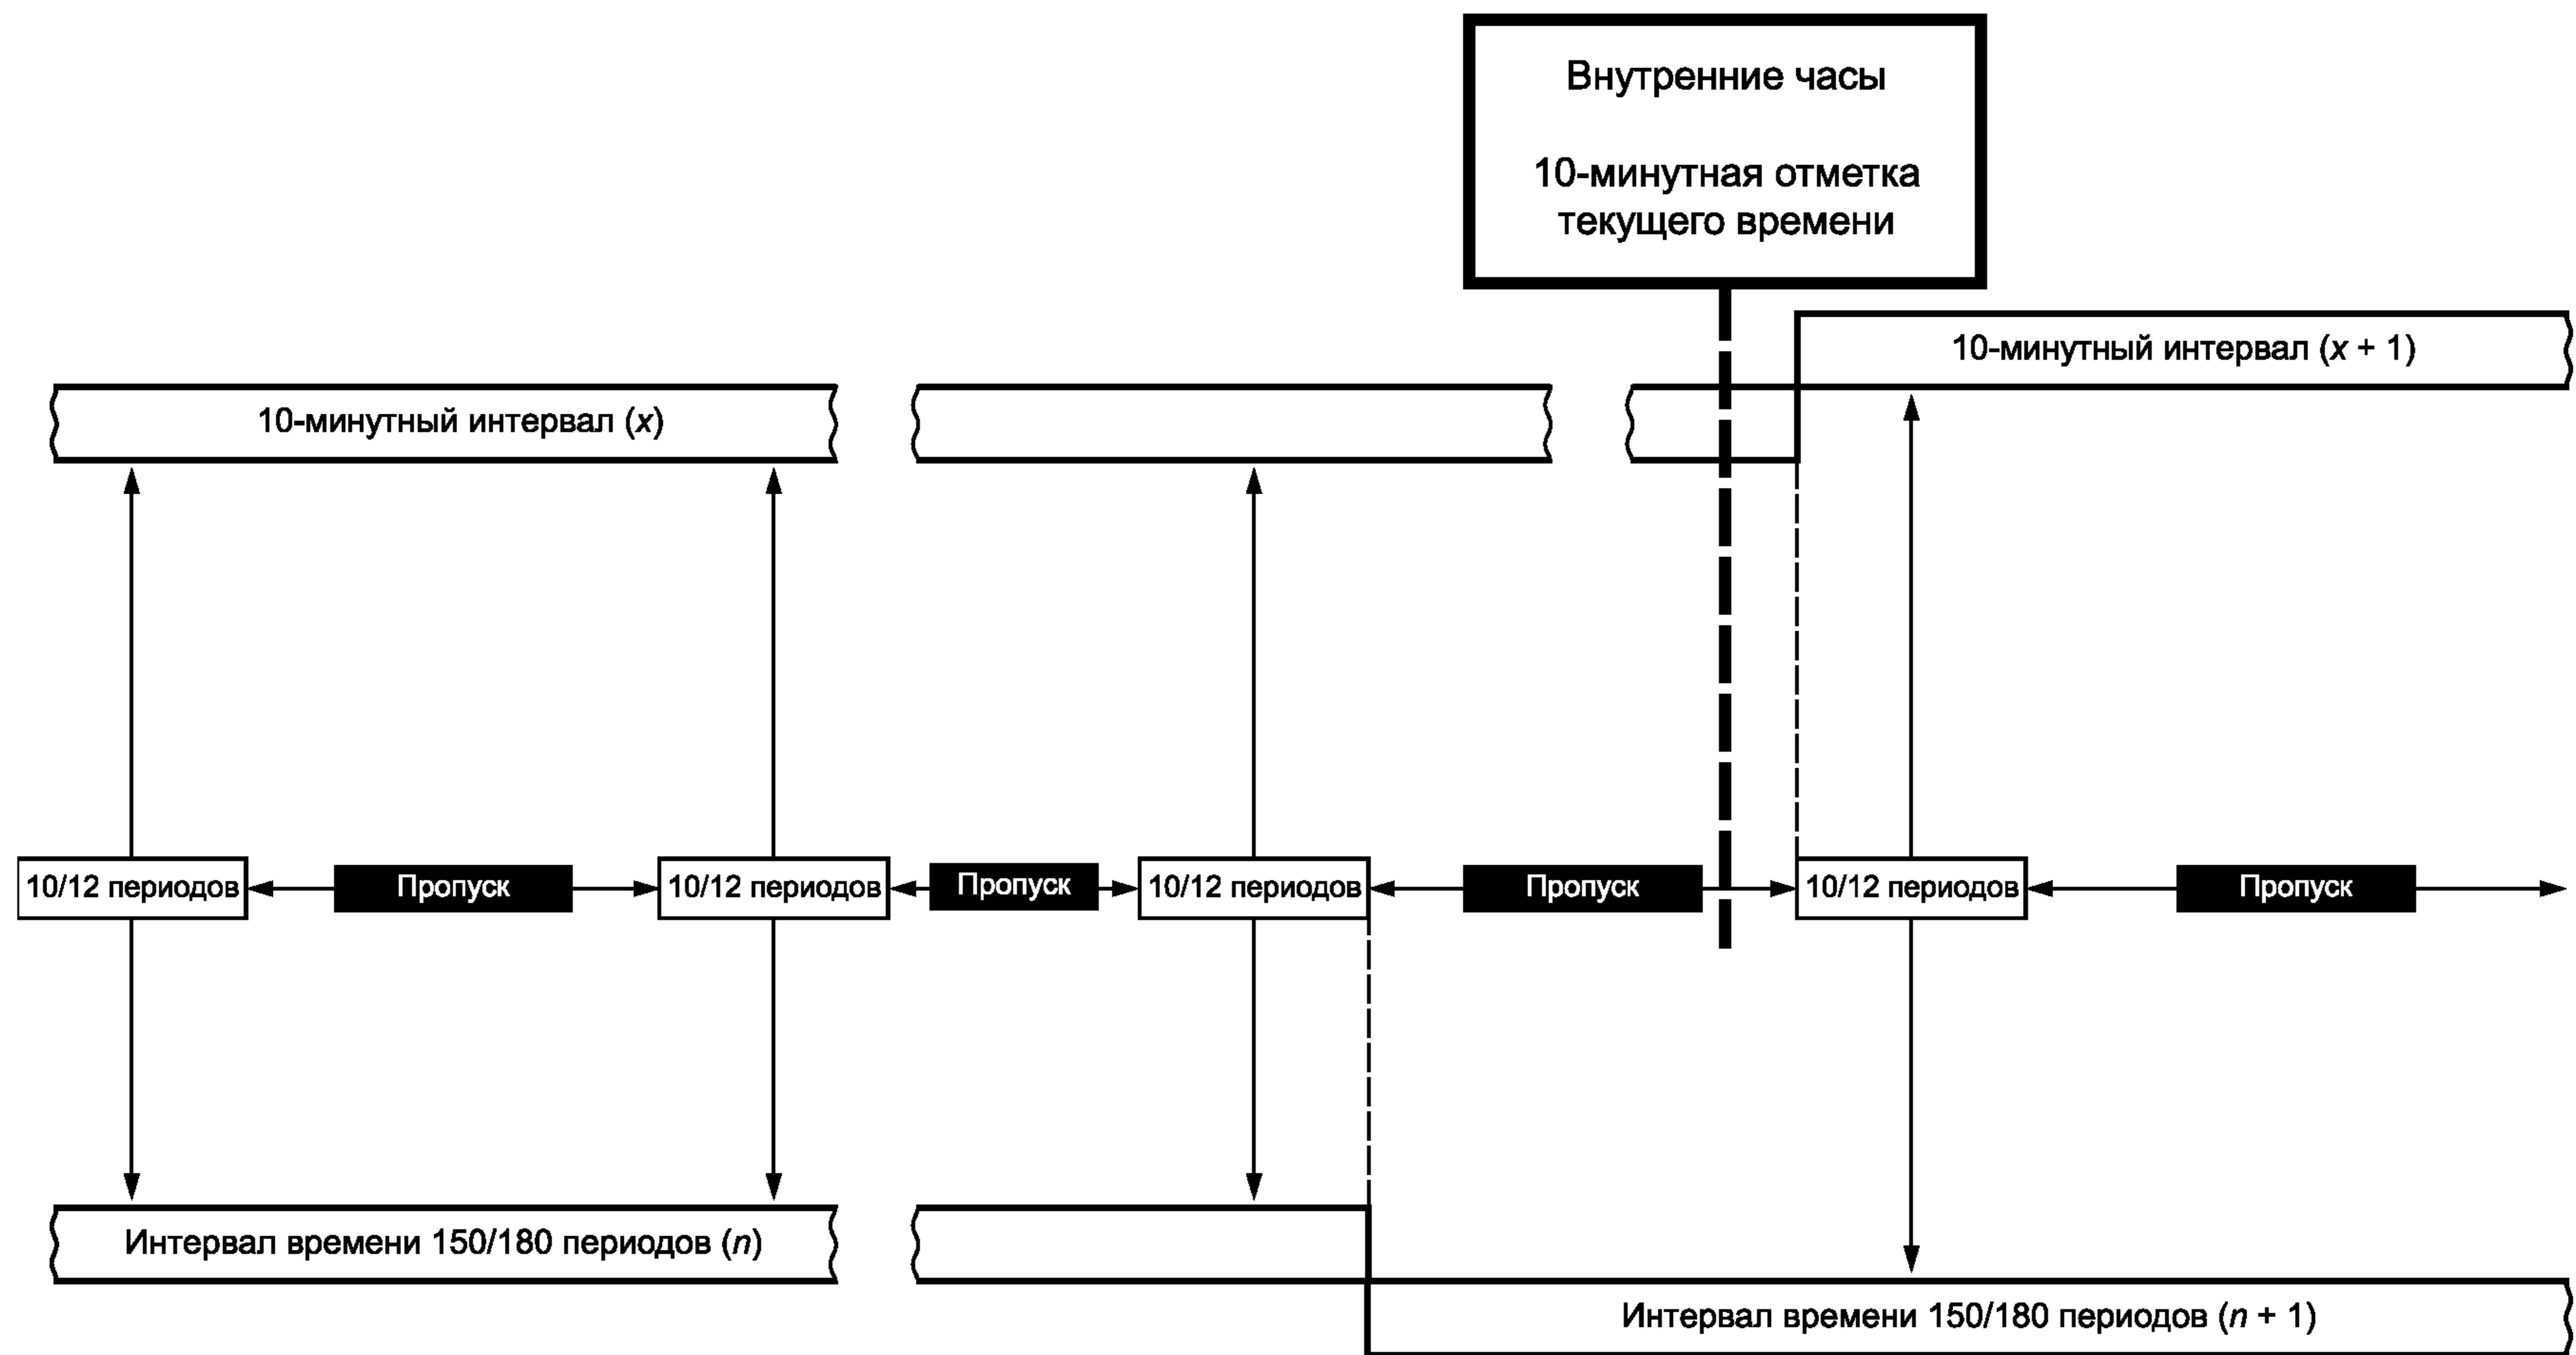 Внутренние часы
10-минутная отметка
текущего времени
10-минутный интервал (x + 1)
10-минутный интервал (x)
10/12 периодов
Пропуск
10/12 периодов
Пропуск
10/12 периодов
Пропуск
10/12 периодов
Пропуск
Интервал времени 150/180 периодов (n)
Интервал времени 150/180 периодов (n + 1)